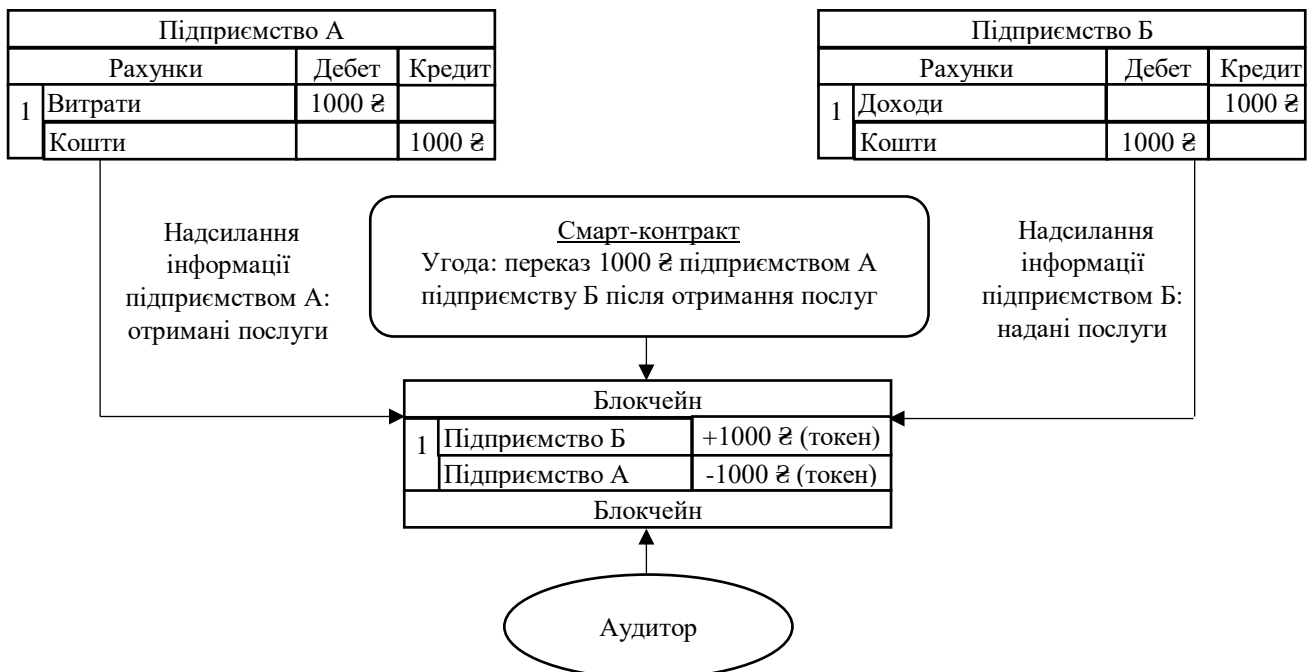 Підприємство А
Рахунки Дебет Кредит
1 Витрати 1000 ₴
Кошти 1000 ₴
Підприємство Б
Рахунки Дебет Кредит
1 Доходи 1000 ₴
Кошти 1000 ₴
Надсилання
інформації
підприємством А:
отримані послуги
Смарт-контракт
Угода: переказ 1000 ₴ підприємством А
підприємству Б після отримання послуг
Надсилання
інформації
підприємством Б:
надані послуги
Блокчейн
1 Підприємство Б +1000 ₴ (токен)
Підприємство А -1000 ₴ (токен)
Блокчейн
Аудитор